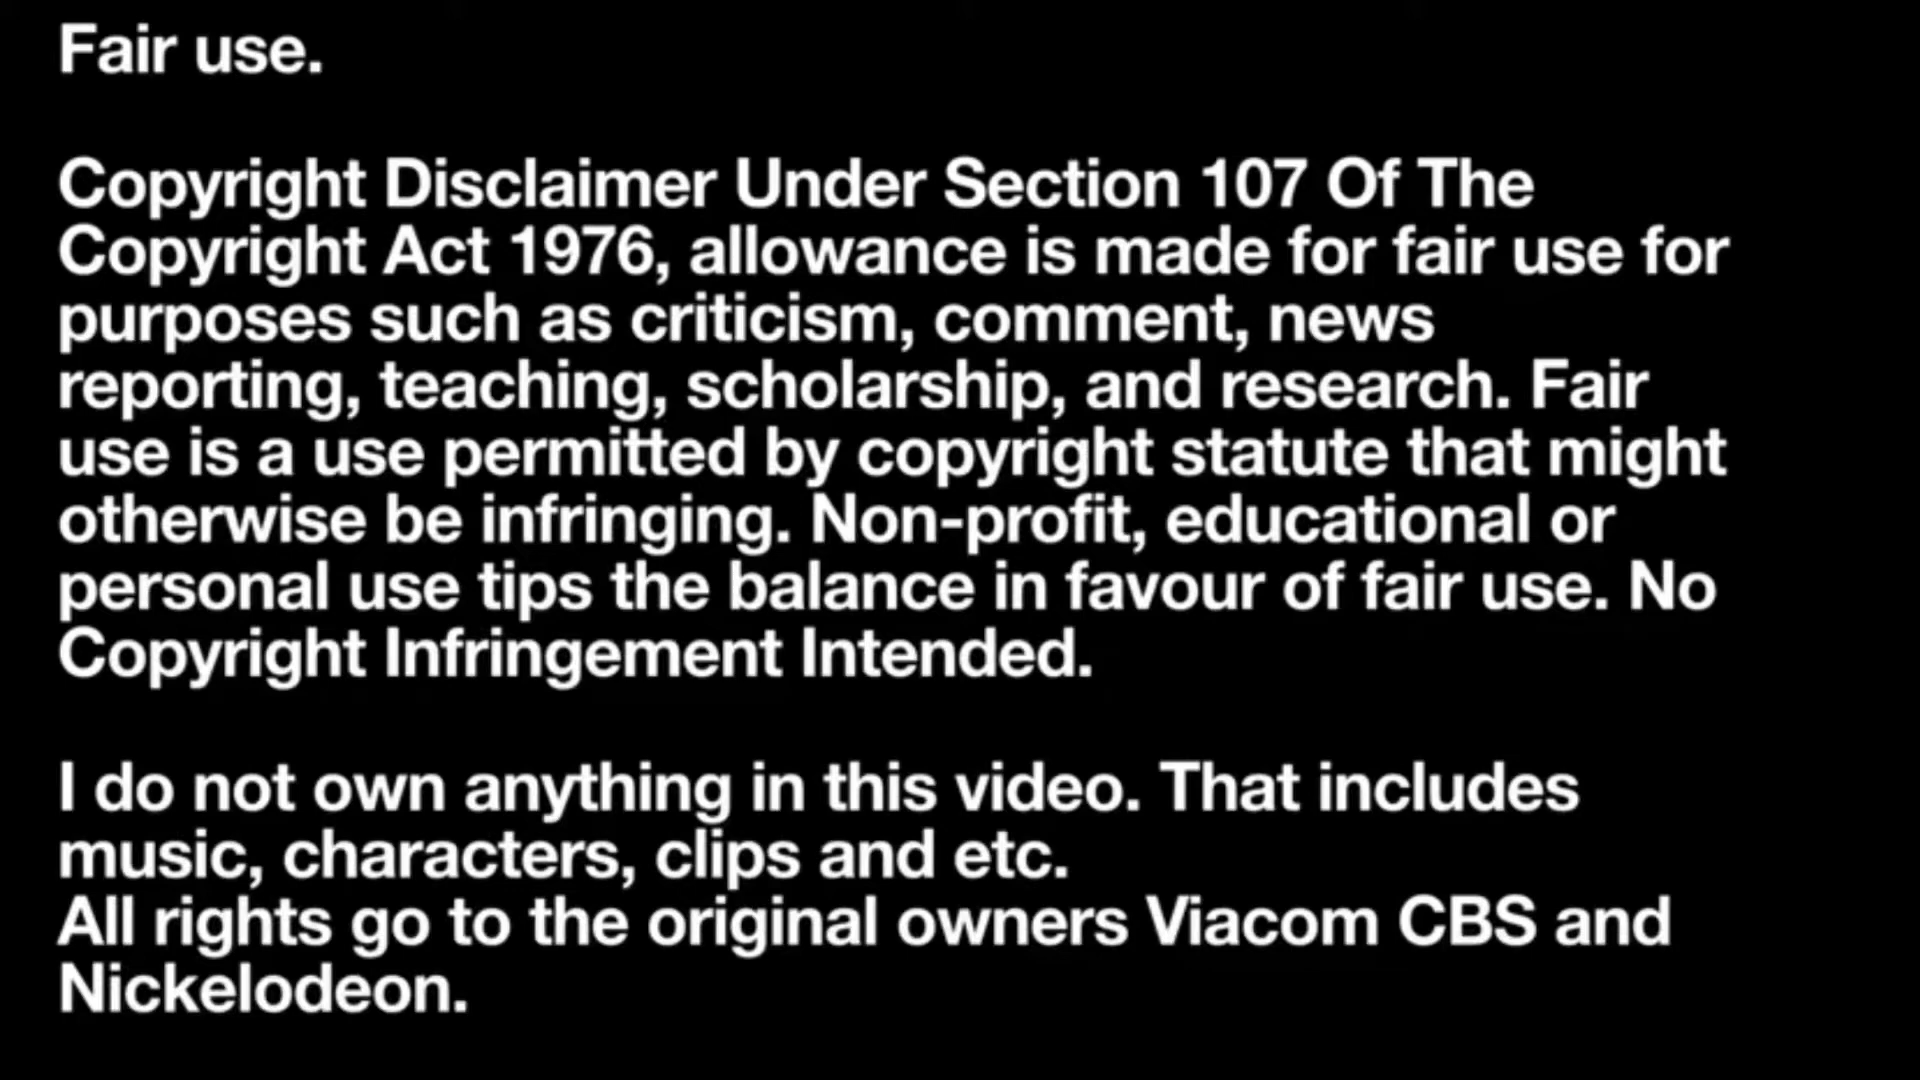 Fair use.
Copyright Disclaimer Under Section 107 Of The
Copyright Act 1976, allowance is made for fair use for
purposes such as criticism, comment, news
reporting, teaching, scholarship, and research. Fair
use is a use permitted by copyright statute that might
otherwise be infringing. Non-profit, educational or
personal use tips the balance in favour of fair use. No
Copyright Infringement Intended.
I do not own anything in this video. That includes
music, characters, clips and etc.
All rights go to the original owners Viacom CBS and
Nickelodeon.